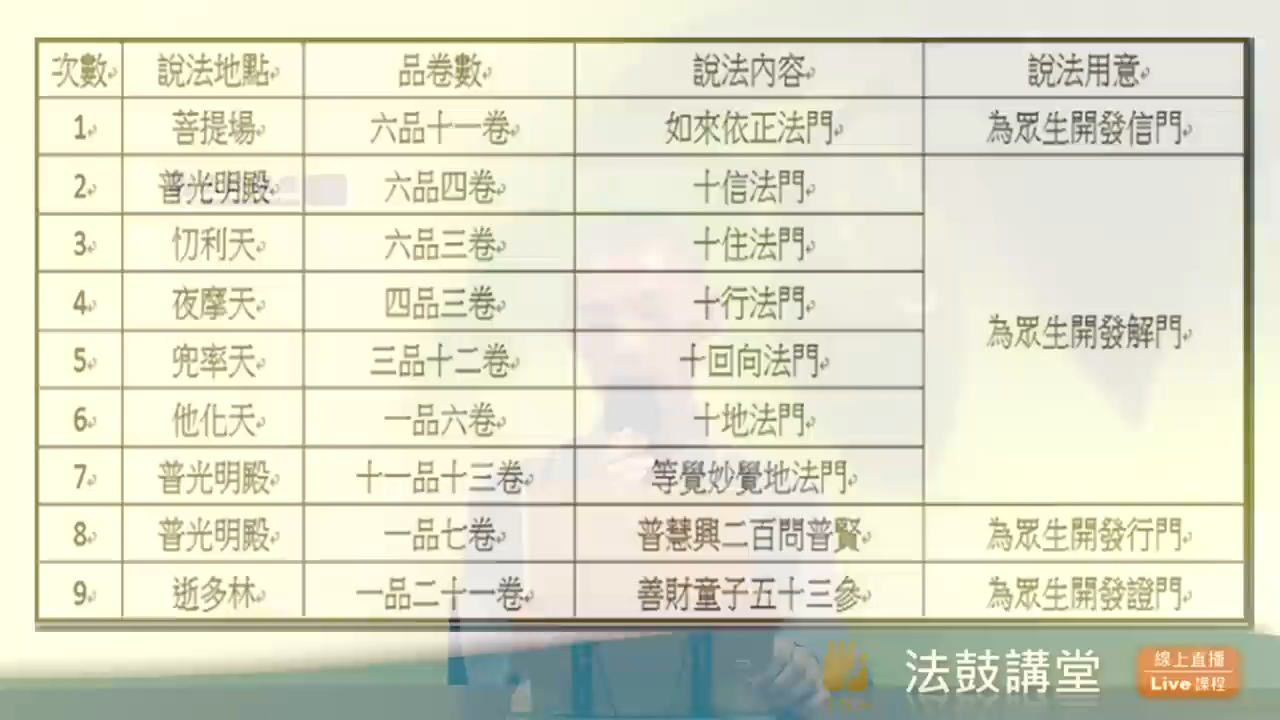 次數 說法地點 品卷數 說法內容 說法用意
1 菩提場 六品十一卷 如來依正法門 為眾生開發信門
2 普光明殿 六品四卷 十信法門
3 忉利天 六品三卷 十住法門
4 夜摩天 四品三卷 十行法門
為眾生開發解門
5 兜率天 三品十二卷 十回向法門
6 他化天 一品六卷 十地法門
7 普光明殿 十一品十三卷 等覺妙覺地法門
8 普光明殿 一品七卷 普慧興二百問普賢 為眾生開發行門
9 逝多林 一品二十一卷 善財童子五十三參 為眾生開發證門
法鼓講堂
線上直播
Live 課程